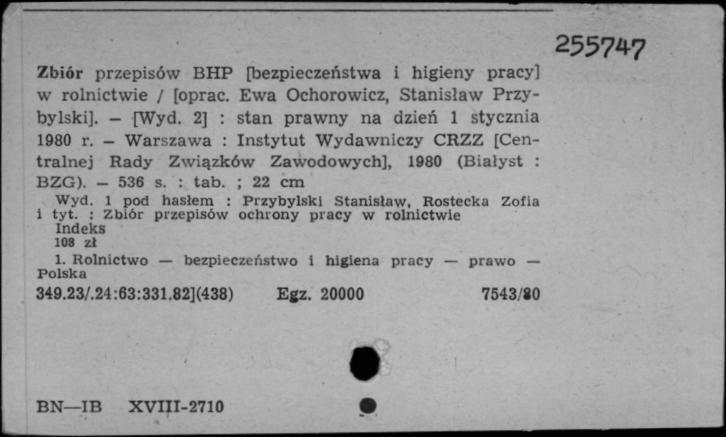 255747
Zbiór przepisów BHP [bezpieczeństwa i higieny pracy]
w rolnictwie / [oprac. Ewa Ochorowicz, Stanisław Przy-
bylski]. — [Wyd. 2] : stan prawny na dzień 1 stycznia
1980 r. — Warszawa : Instytut Wydawniczy CRZZ [Cen-
tralnej Rady Związków Zawodowych], 1980 (Białyst :
BZG). — 536 s. : tab. ; 22 cm
Wyd. 1 pod hasłem : Przybylski Stanisław, Rostecka Zofia
i tyt. : Zbiór przepisów ochrony pracy w rolnictwie
Indeks
108 zł
1. Rolnictwo — bezpieczeństwo i higiena pracy — prawo —
Polska
349.23/.24:63:331.82](438) Egz. 20000 7543/80
BN—IB XVIII-2710